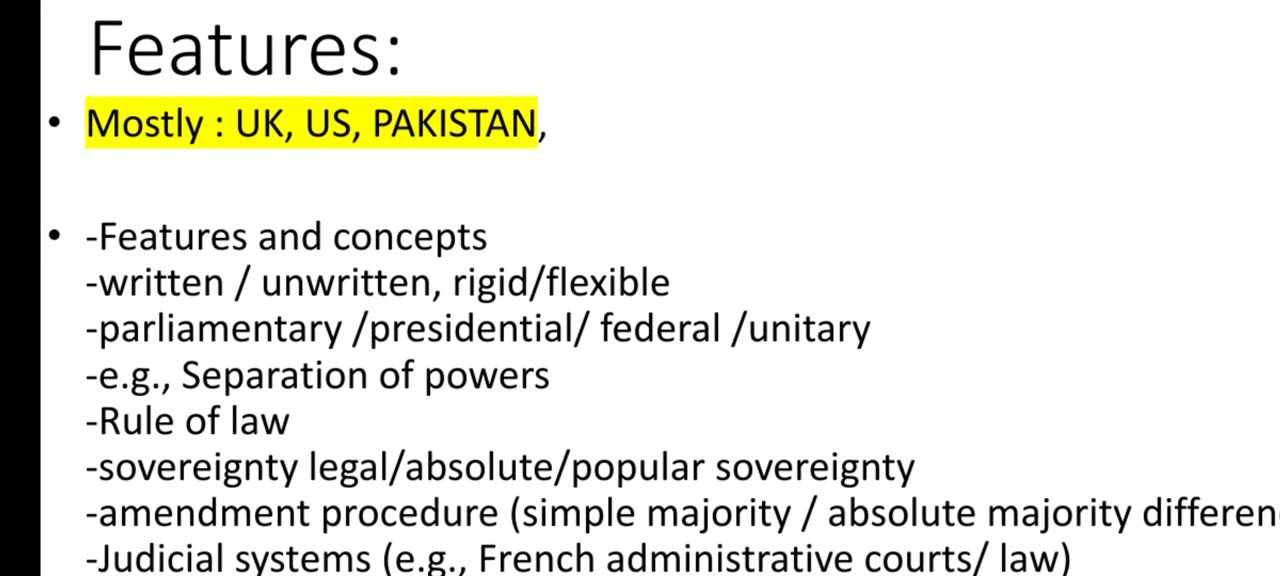 Features:
• Mostly : UK, US, PAKISTAN,
• -Features and concepts
-written / unwritten, rigid/flexible
-parliamentary /presidential/ federal /unitary
-e.g., Separation of powers
-Rule of law
-sovereignty legal/absolute/popular sovereignty
-amendment procedure (simple majority / absolute majority differen
-Judicial systems (e.g., French administrative courts/ law)